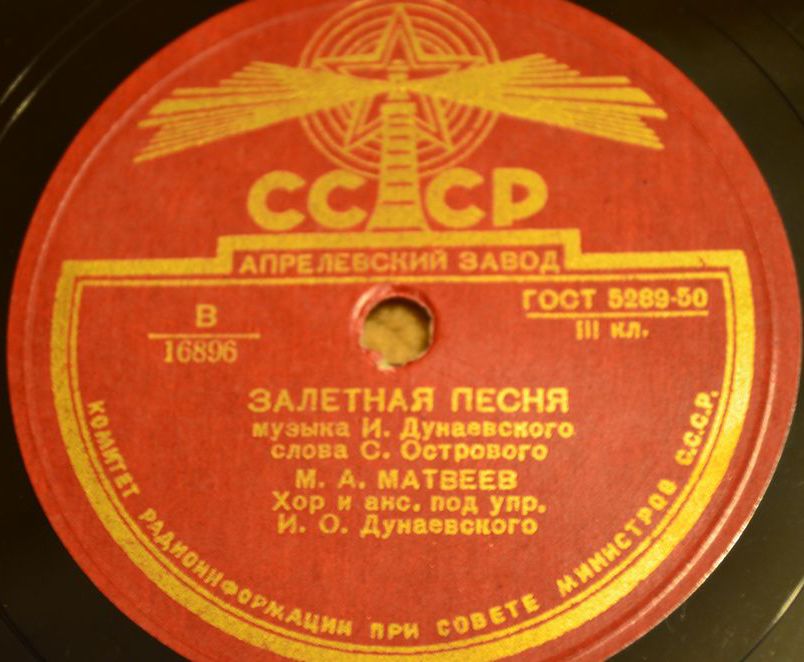 СССР
АПРЕЛЕВСКИЙ ЗАВОД
В
16896
ГОСТ 5289-50
III кл.
ЗАЛЕТНАЯ ПЕСНЯ
музыка И. Дунаевского
слова С. Острового
М. А. МАТВЕЕВ
Хор и анс. под упр.
И. О. Дунаевского
КОМИТЕТ РАДИОИНФОРМАЦИИ ПРИ СОВЕТЕ МИНИСТРОВ С.С.С.Р.